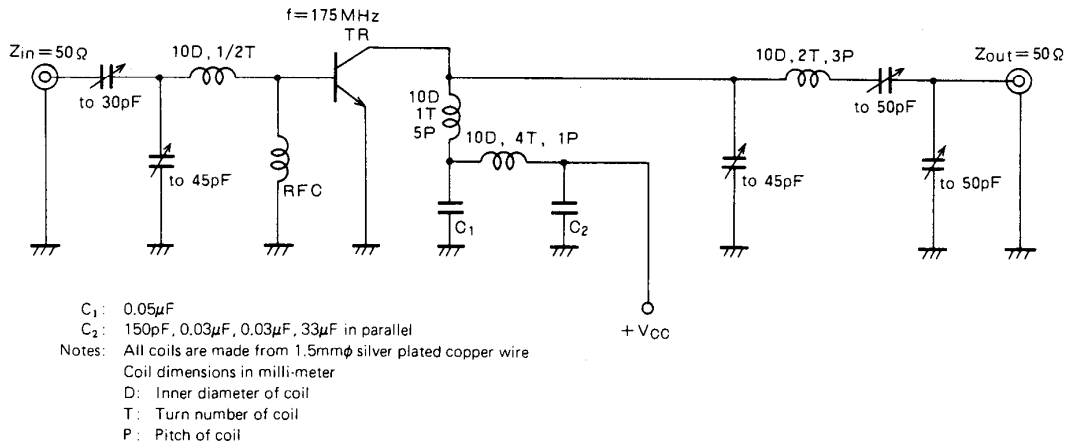 f=175MHz
TR
Zin=50Ω
10D, 1/2T
to 30pF
to 45pF
RFC
10D
1T
5P
10D, 4T, 1P
C₁
C₂
10D, 2T, 3P
to 50pF
Zout=50Ω
to 45pF
to 50pF
+VCC
C₁: 0.05μF
C₂: 150pF, 0.03μF, 0.03μF, 33μF in parallel
Notes: All coils are made from 1.5mmϕ silver plated copper wire
Coil dimensions in milli-meter
D: Inner diameter of coil
T: Turn number of coil
P: Pitch of coil